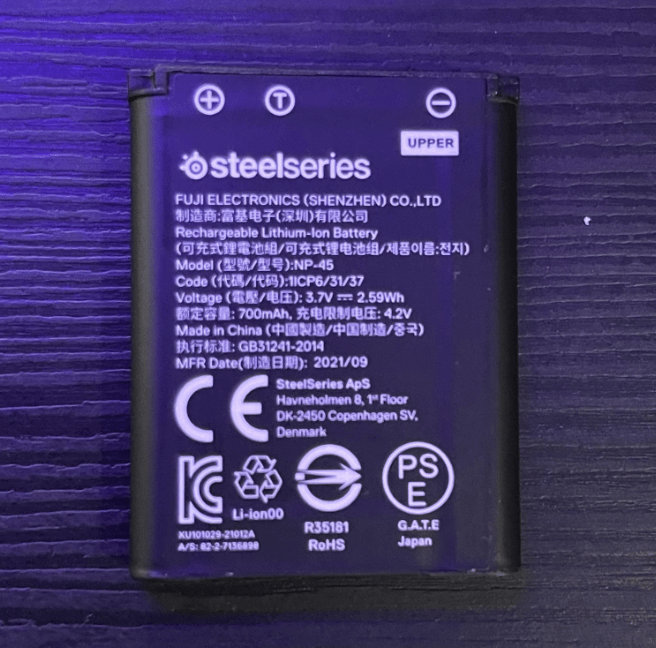 + T −
UPPER
steelseries
FUJI ELECTRONICS (SHENZHEN) CO.,LTD
制造商:富基电子(深圳)有限公司
Rechargeable Lithium-Ion Battery
(可充式鋰電池組/可充式锂电池组/제품이름:전지)
Model (型號/型号):NP-45
Code (代碼/代码):1ICP6/31/37
Voltage (電壓/电压): 3.7V ⎓ 2.59Wh
额定容量: 700mAh, 充电限制电压: 4.2V
Made in China (中國製造/中国制造/중국)
执行标准: GB31241-2014
MFR Date(制造日期): 2021/09
CE
SteelSeries ApS
Havneholmen 8, 1st Floor
DK-2450 Copenhagen SV,
Denmark
KC
Li-ion00
PS
E
XU101029-21012A
A/S: 82-2-7136898
R35181
RoHS
G.A.T.E
Japan